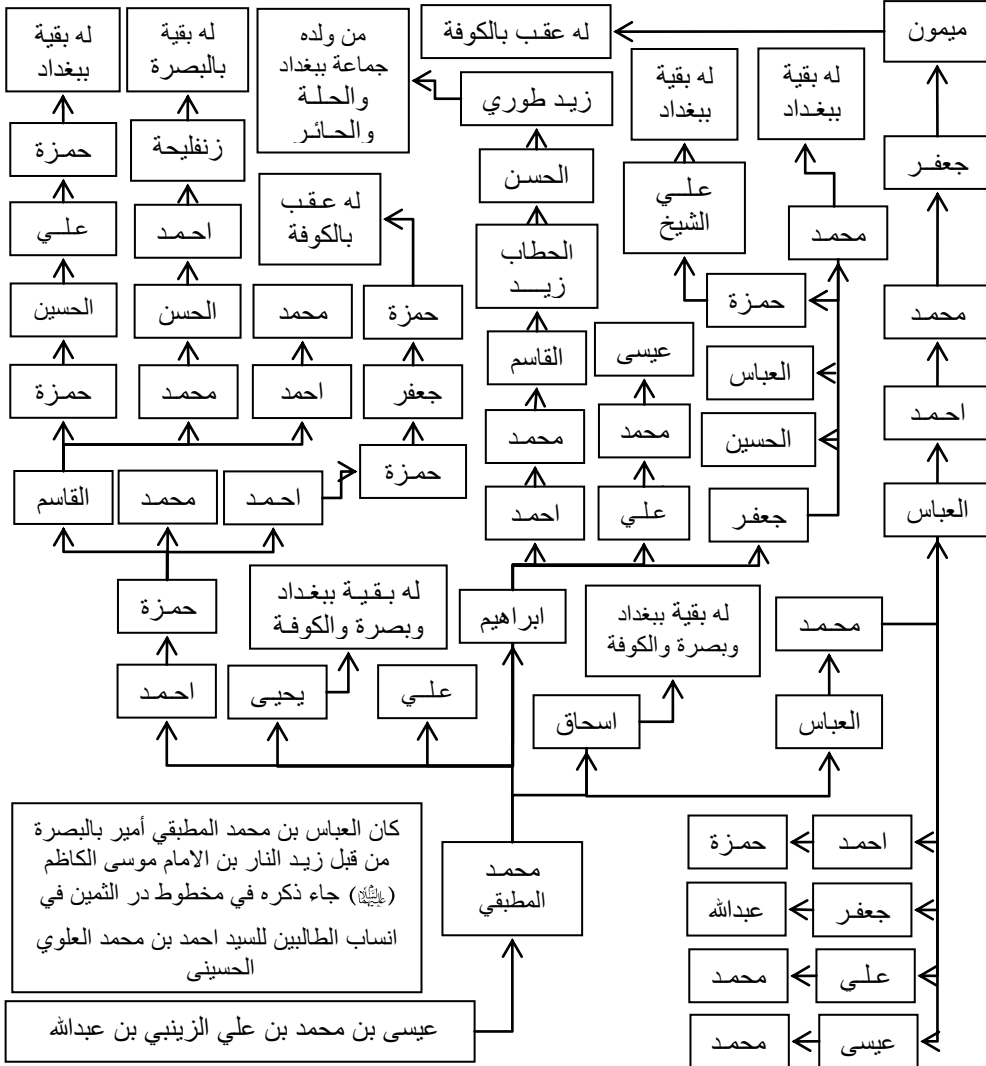 ميمون
له عقب بالكوفة
من ولده
جماعة ببغداد
والحلة
والحائر
له بقية
بالبصرة
له بقية
ببغداد
له بقية
ببغداد
له بقية
ببغداد
زيد طوري
جعفر
علي
الشيخ
الحسن
زنفليحة
حمزة
محمد
له عقب
بالكوفة
احمد
علي
الحطاب
زيد
حمزة
محمد
حمزة
محمد
الحسن
الحسين
العباس
عيسى
القاسم
جعفر
احمد
محمد
حمزة
احمد
الحسين
محمد
محمد
حمزة
العباس
جعفر
علي
احمد
احمد
محمد
القاسم
محمد
له بقية ببغداد
وبصرة والكوفة
ابراهيم
له بقية ببغداد
وبصرة والكوفة
حمزة
العباس
اسحاق
علي
يحيى
احمد
احمد
حمزة
جعفر
عبدالله
علي
محمد
عيسى
محمد
محمد
المطبقي
كان العباس بن محمد المطبقي أمير بالبصرة
من قبل زيد النار بن الامام موسى الكاظم
(عليه السلام) جاء ذكره في مخطوط در الثمين في
انساب الطالبين للسيد احمد بن محمد العلوي
الحسينى
عيسى بن محمد بن علي الزينبي بن عبدالله